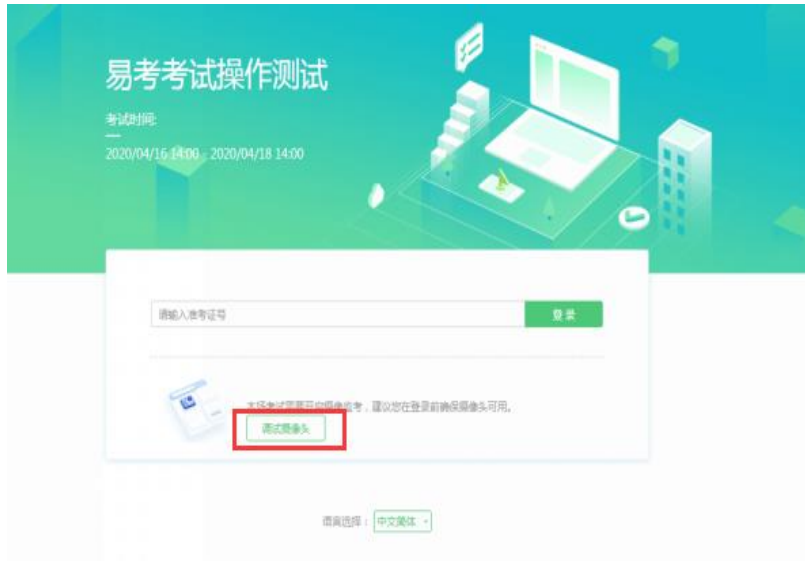 易考考试操作测试
考试时间:
2020/04/16 14:00 - 2020/04/18 14:00
请输入准考证号
登录
本场考试需要开启摄像监考，建议您在登录前确保摄像头可用。
调试摄像头
语言选择：
中文简体